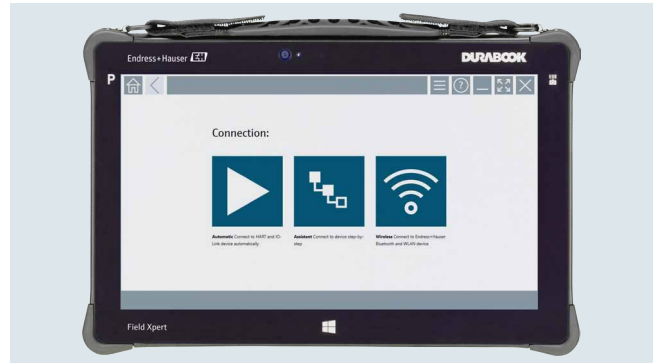 Endress+Hauser EH
DURABOOK
P
Connection:
Automatic Connect to HART and IO-
Link device automatically
Assistant Connect to device step-by-
step
Wireless Connect to Endress+Hauser
Bluetooth and WLAN device
Field Xpert